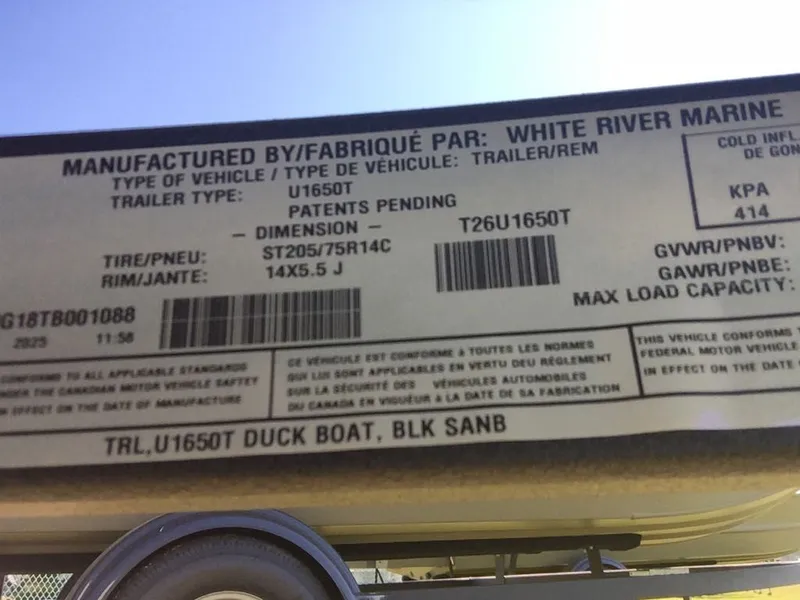 MANUFACTURED BY/FABRIQUÉ PAR: WHITE RIVER MARINE
TYPE OF VEHICLE / TYPE DE VÉHICULE: TRAILER/REM
TRAILER TYPE: U1650T
PATENTS PENDING
– DIMENSION –
T26U1650T
TIRE/PNEU: ST205/75R14C
RIM/JANTE: 14X5.5 J
COLD INFL
DE GON
KPA
414
GVWR/PNBV:
GAWR/PNBE:
MAX LOAD CAPACITY:
G18TB001088
2025 11:58
CONFORMS TO ALL APPLICABLE STANDARDS
UNDER THE CANADIAN MOTOR VEHICLE SAFTEY
IN EFFECT ON THE DATE OF MANUFACTURE
CE VÉHICULE EST CONFORME À TOUTES LES NORMES
QUI LUI SONT APPLICABLES EN VERTU DEU RÉGLEMENT
SUR LA SÉCURITÉ DES VÉHICULES AUTOMOBILES
DU CANADA EN VIGUEUR À LA DATE DE SA FABRICATION
THIS VEHICLE CONFORMS
FEDERAL MOTOR VEHICLE
IN EFFECT ON THE DATE
TRL,U1650T DUCK BOAT, BLK SANB